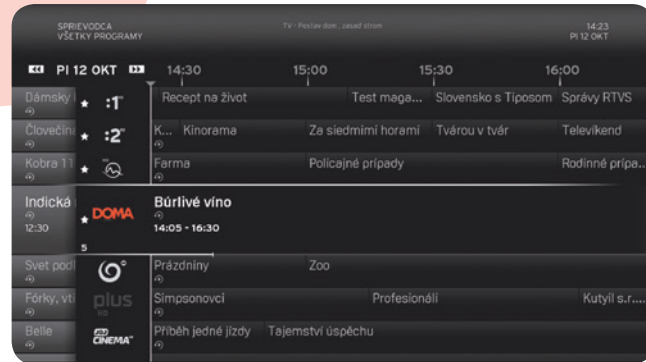 SPRIEVODCA
VŠETKY PROGRAMY
TV - Postav dom, zasaď strom
14:23
PI 12 OKT
PI 12 OKT 14:30 15:00 15:30 16:00
Dámsky :1 Recept na život Test maga... Slovensko s Tiposom Správy RTVS
Človečin :2 K... Kinorama Za siedmimi horami Tvárou v tvár Televíkend
Kobra 11 Farma Policajné prípady Rodinné prípa..
Indická DOMA Búrlivé víno
12:30 14:05 - 16:30
5
Svet pod Prázdniny Zoo
Fórky, vti plus HD Simpsonovci Profesionáli Kutyil s.r....
Belle CINEMA Příběh jedné jízdy Tajemství úspěchu